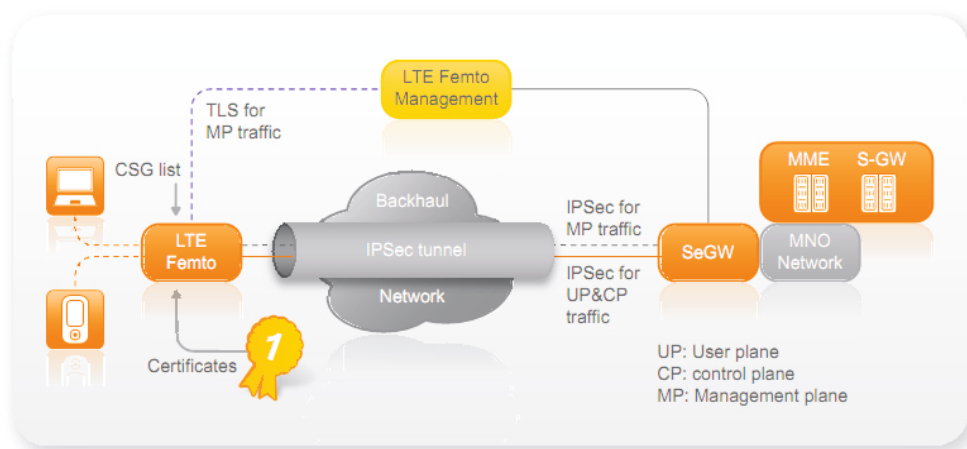 LTE Femto
Management
TLS for
MP traffic
CSG list
MME S-GW
Backhaul
IPSec for
MP traffic
LTE
Femto
IPSec tunnel
SeGW
MNO
Network
IPSec for
UP&CP
traffic
Network
1
Certificates
UP: User plane
CP: control plane
MP: Management plane